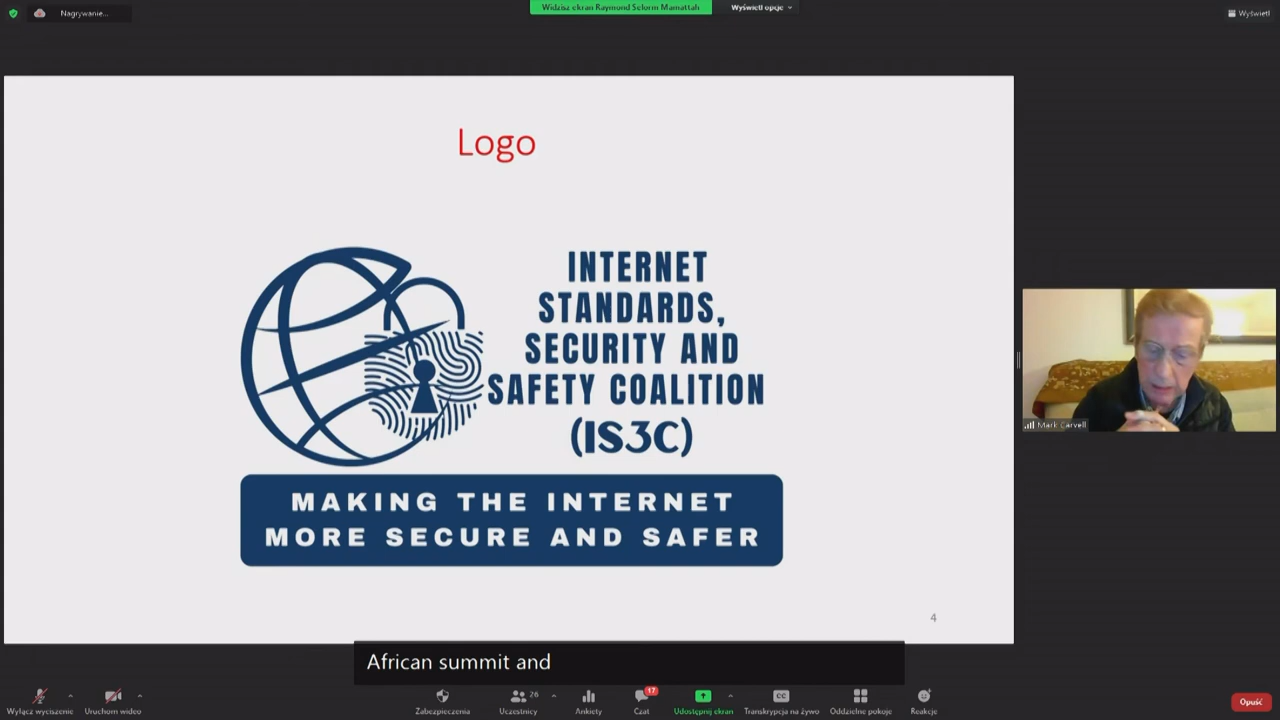 Nagrywanie...
Widzisz ekran Raymond Selorm Mamattah
Wyświetl opcje
Wyświetl
Logo
INTERNET
STANDARDS,
SECURITY AND
SAFETY COALITION
(IS3C)
MAKING THE INTERNET
MORE SECURE AND SAFER
4
Mark Carvell
African summit and
Wyłącz wyciszenie
Uruchom wideo
Zabezpieczenia
26
Uczestnicy
Ankiety
17
Czat
Udostępnij ekran
CC
Transkrypcja na żywo
Oddzielne pokoje
Reakcje
Opuść